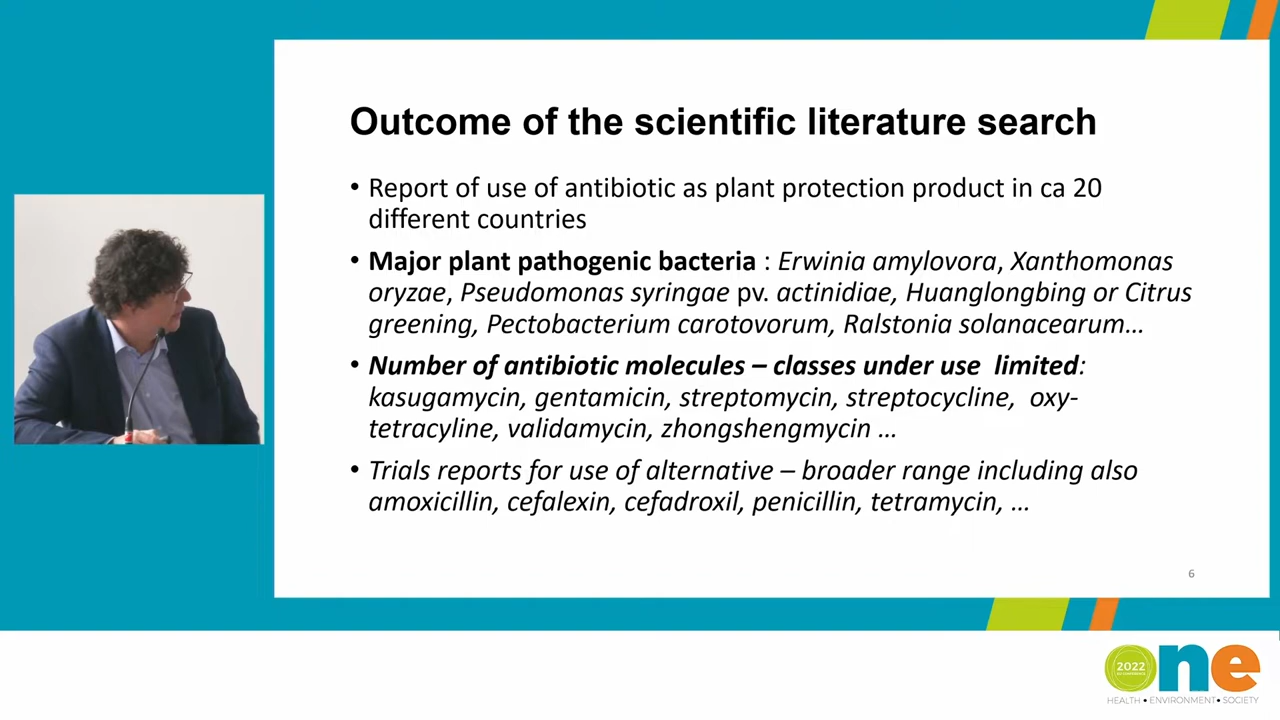 Outcome of the scientific literature search
• Report of use of antibiotic as plant protection product in ca 20
different countries
• Major plant pathogenic bacteria : Erwinia amylovora, Xanthomonas
oryzae, Pseudomonas syringae pv. actinidiae, Huanglongbing or Citrus
greening, Pectobacterium carotovorum, Ralstonia solanacearum...
• Number of antibiotic molecules – classes under use limited:
kasugamycin, gentamicin, streptomycin, streptocycline, oxy-
tetracyline, validamycin, zhongshengmycin ...
• Trials reports for use of alternative – broader range including also
amoxicillin, cefalexin, cefadroxil, penicillin, tetramycin, ...
6
one
2022
HEALTH • ENVIRONMENT • SOCIETY